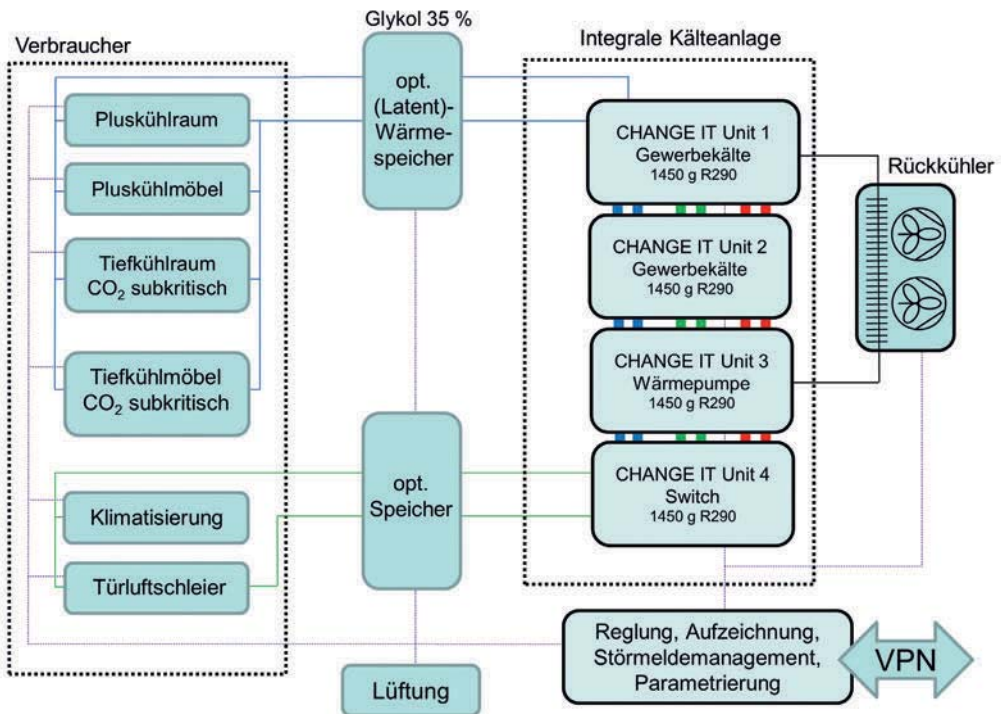 Glykol 35 %
Verbraucher
Integrale Kälteanlage
opt.
(Latent)-
Wärme-
speicher
Pluskühlraum
Pluskühlmöbel
Tiefkühlraum
CO₂ subkritisch
Tiefkühlmöbel
CO₂ subkritisch
CHANGE IT Unit 1
Gewerbekälte
1450 g R290
CHANGE IT Unit 2
Gewerbekälte
1450 g R290
CHANGE IT Unit 3
Wärmepumpe
1450 g R290
CHANGE IT Unit 4
Switch
1450 g R290
Rückkühler
Klimatisierung
Türluftschleier
opt.
Speicher
Lüftung
Reglung, Aufzeichnung,
Störmeldemanagement,
Parametrierung
VPN